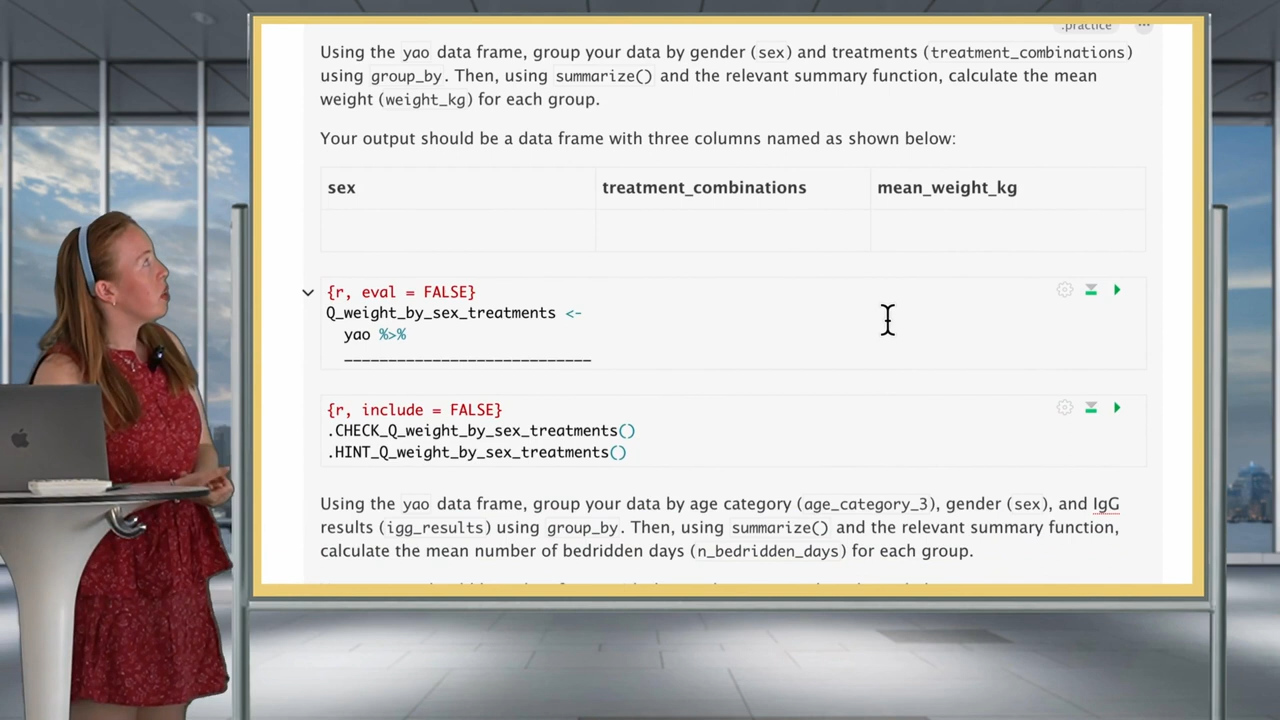 .practice
Using the yao data frame, group your data by gender (sex) and treatments (treatment_combinations)
using group_by. Then, using summarize() and the relevant summary function, calculate the mean
weight (weight_kg) for each group.
Your output should be a data frame with three columns named as shown below:
sex treatment_combinations mean_weight_kg
{r, eval = FALSE}
Q_weight_by_sex_treatments <-
yao %>%
____________________________
{r, include = FALSE}
.CHECK_Q_weight_by_sex_treatments()
.HINT_Q_weight_by_sex_treatments()
Using the yao data frame, group your data by age category (age_category_3), gender (sex), and IgG
results (igg_results) using group_by. Then, using summarize() and the relevant summary function,
calculate the mean number of bedridden days (n_bedridden_days) for each group.